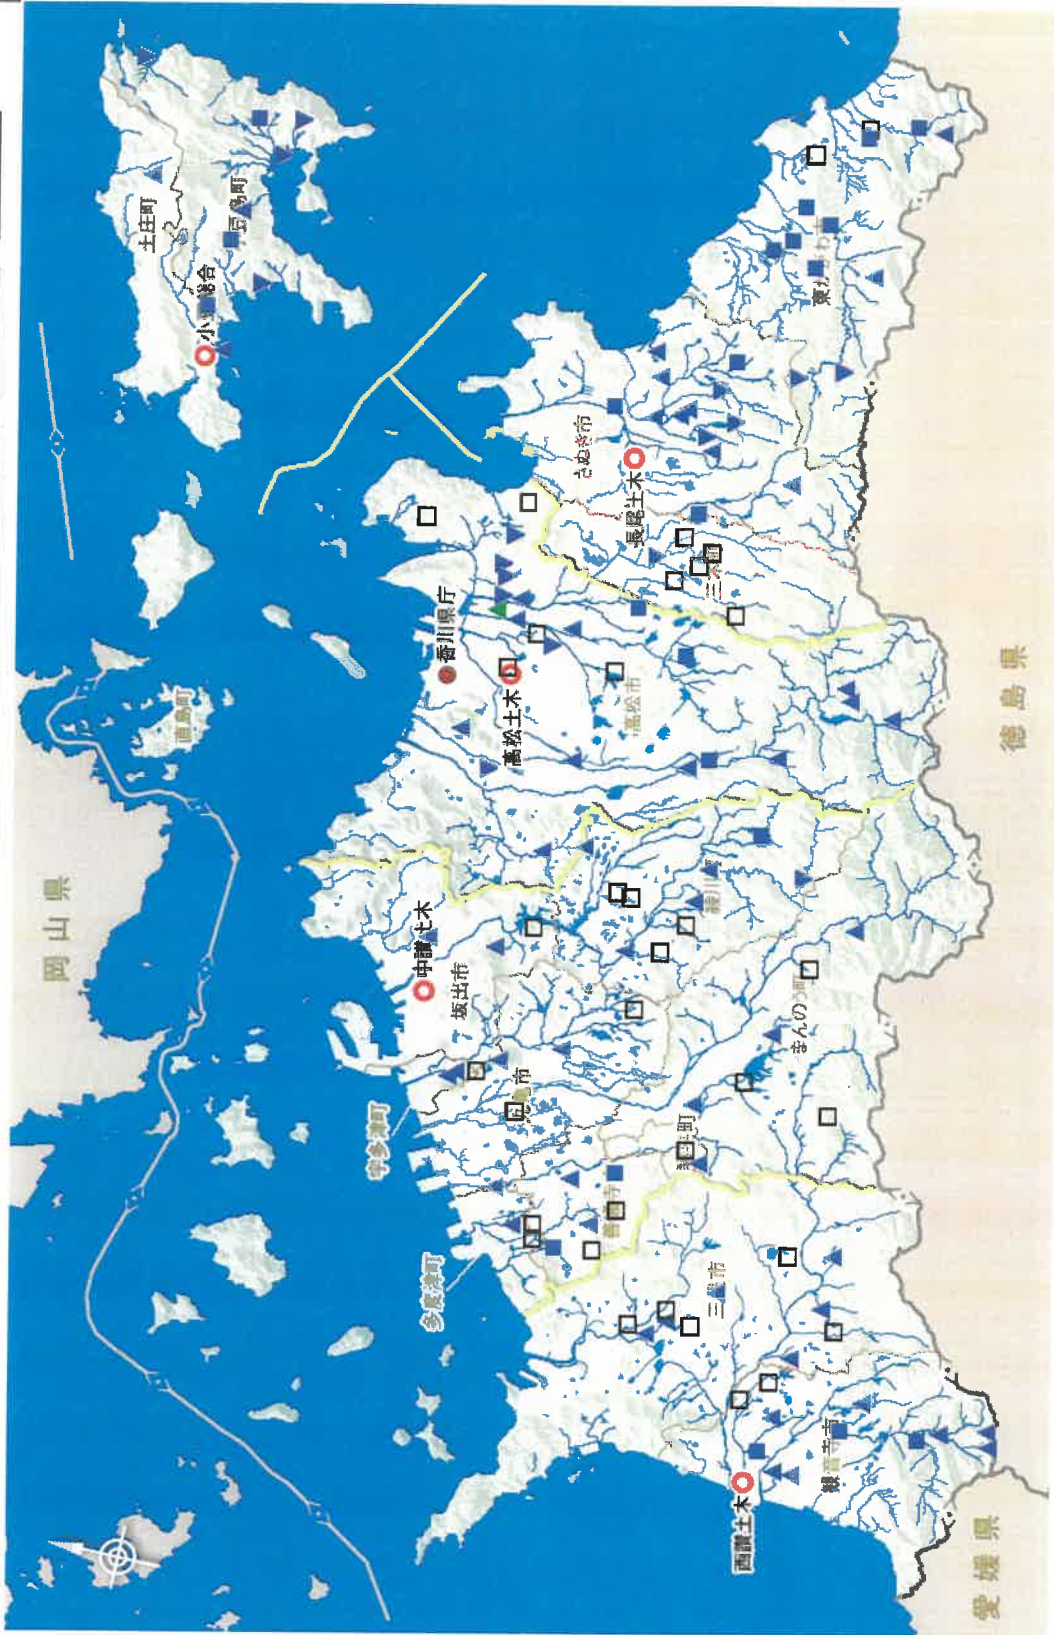 岡山県
直島町
土庄町
小豆島町
小豆総合
香川県庁
高松土木
高松市
さぬき市
長尾土木
三木町
東かがわ市
中讃土木
坂出市
宇多津町
丸亀市
綾川町
まんのう町
多度津町
三豊市
西讃土木
観音寺市
愛媛県
徳島県